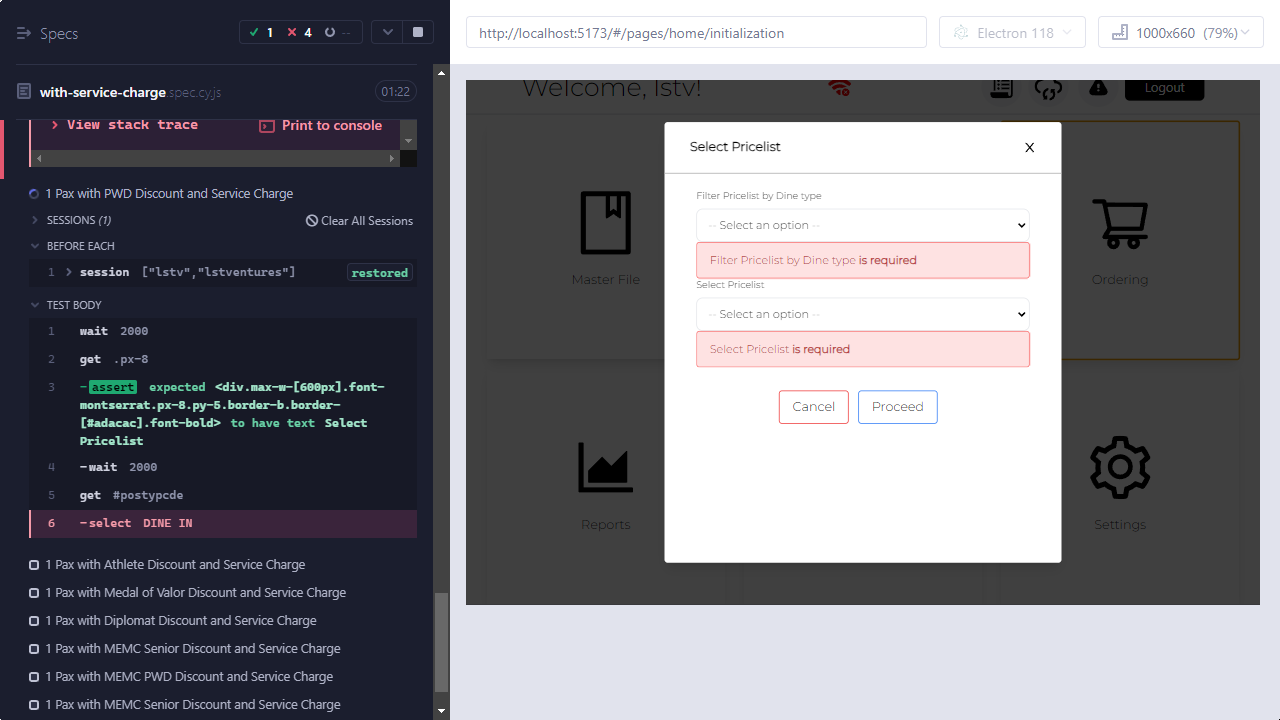 Specs
1
4
--
with-service-charge.spec.cy.js
01:22
View stack trace
Print to console
1 Pax with PWD Discount and Service Charge
SESSIONS (1)
Clear All Sessions
BEFORE EACH
1 session ["lstv","lstventures"] restored
TEST BODY
1 wait 2000
2 get .px-8
3 -assert expected <div.max-w-[600px].font-
montserrat.px-8.py-5.border-b.border-
[#adacac].font-bold> to have text Select
Pricelist
4 -wait 2000
5 get #postypcde
6 -select DINE IN
1 Pax with Athlete Discount and Service Charge
1 Pax with Medal of Valor Discount and Service Charge
1 Pax with Diplomat Discount and Service Charge
1 Pax with MEMC Senior Discount and Service Charge
1 Pax with MEMC PWD Discount and Service Charge
1 Pax with MEMC Senior Discount and Service Charge
http://localhost:5173/#/pages/home/initialization
Electron 118
1000x660 (79%)
Welcome, lstv!
Logout
Select Pricelist
X
Filter Pricelist by Dine type
-- Select an option --
Filter Pricelist by Dine type is required
Select Pricelist
-- Select an option --
Select Pricelist is required
Cancel
Proceed
Master File
Ordering
Reports
Settings